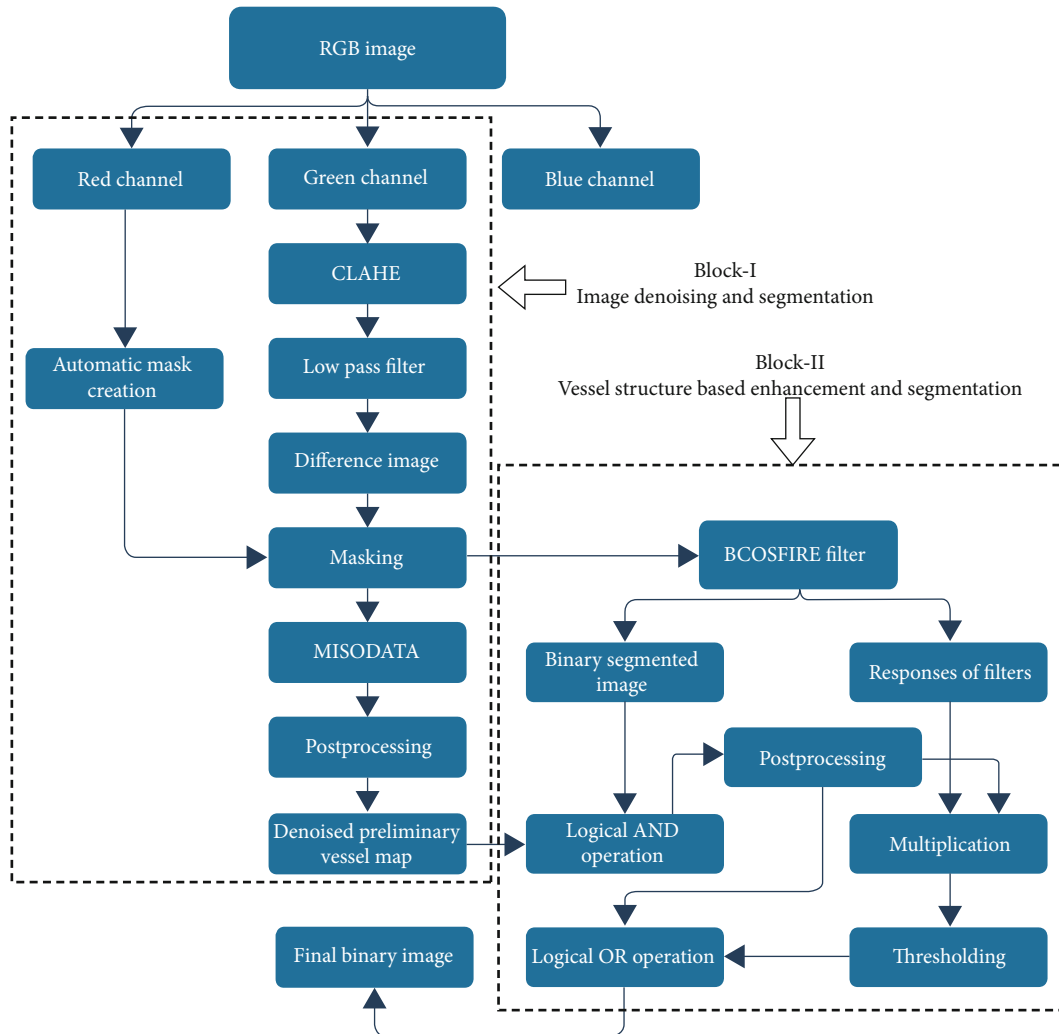 RGB image
Red channel
Green channel
Blue channel
CLAHE
Block-I
Image denoising and segmentation
Automatic mask
creation
Low pass filter
Block-II
Vessel structure based enhancement and segmentation
Difference image
Masking
BCOSFIRE filter
MISODATA
Binary segmented
image
Responses of filters
Postprocessing
Postprocessing
Denoised preliminary
vessel map
Logical AND
operation
Multiplication
Final binary image
Logical OR operation
Thresholding